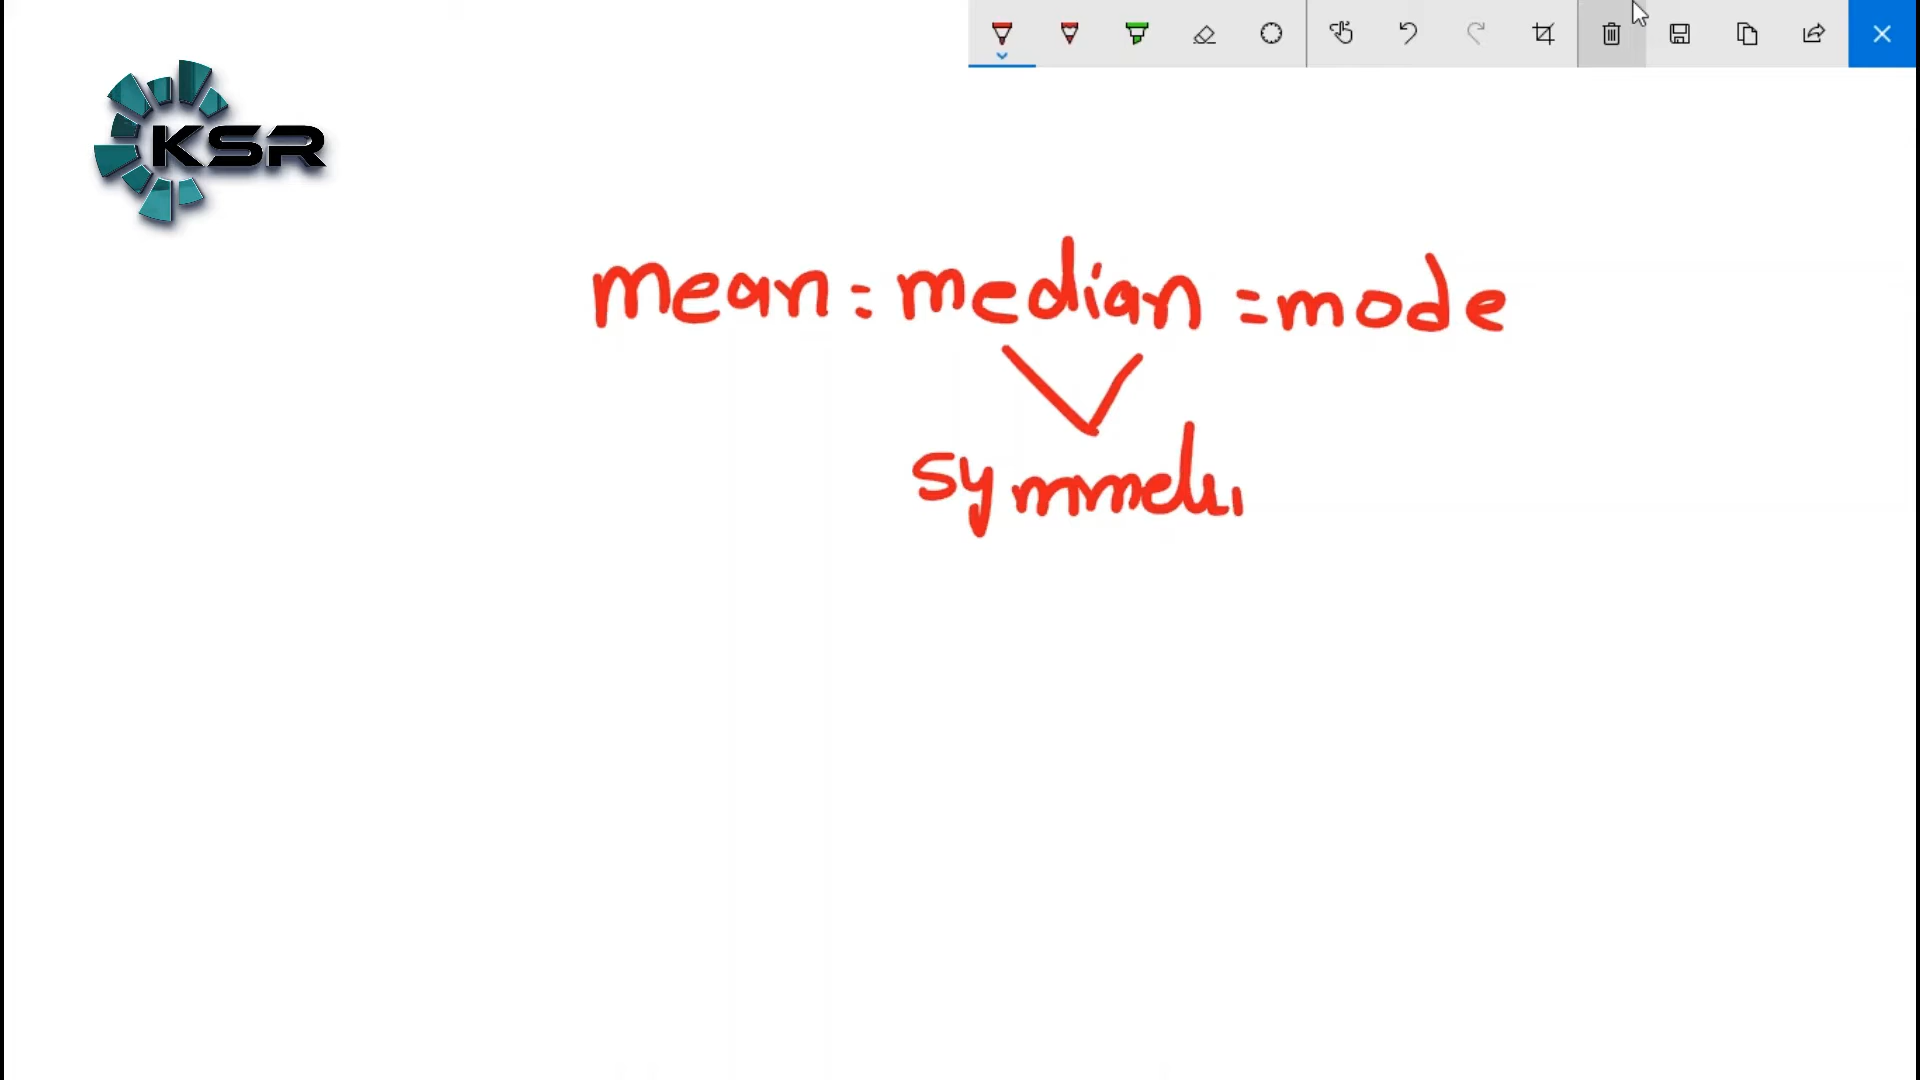 KSR
mean = median = mode
symmetri